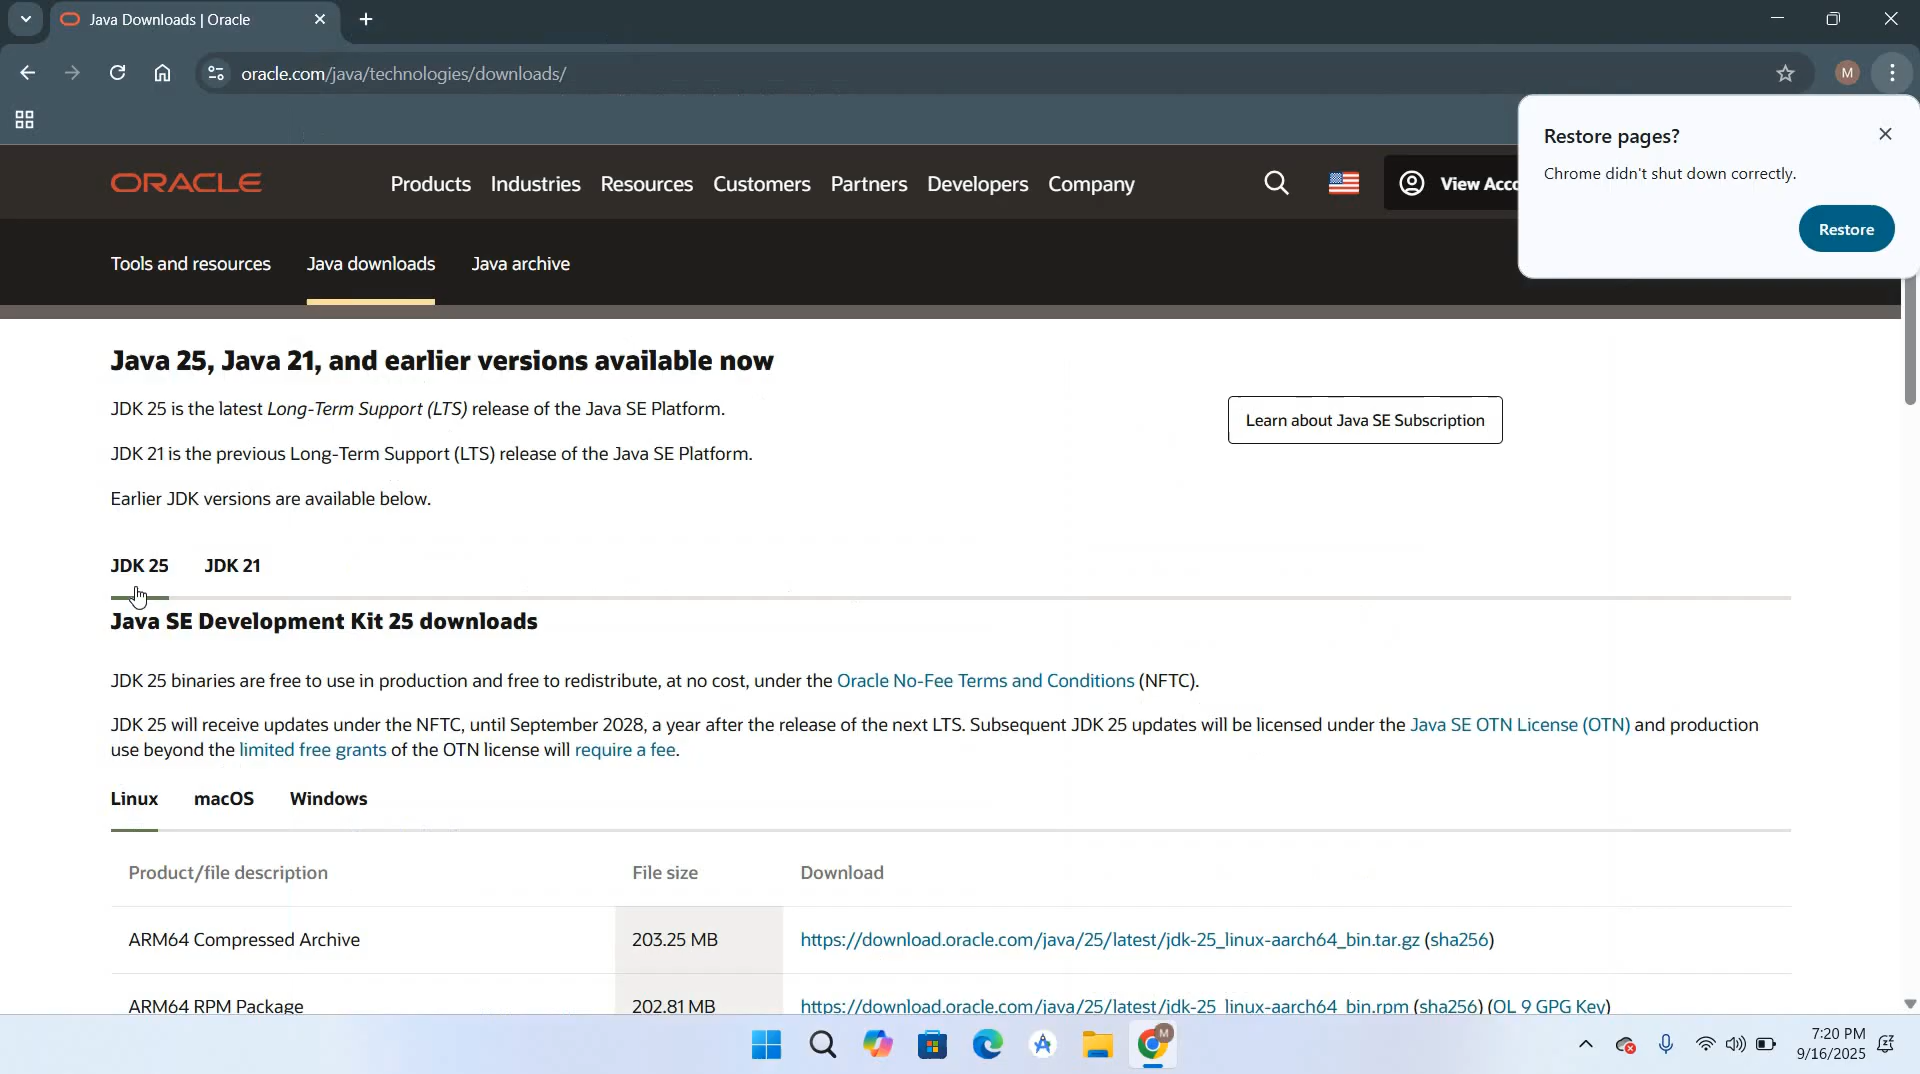 Java Downloads | Oracle
oracle.com/java/technologies/downloads/
M
Restore pages?
Chrome didn't shut down correctly.
Restore
ORACLE
Products Industries Resources Customers Partners Developers Company
View Acco
Tools and resources Java downloads Java archive
Java 25, Java 21, and earlier versions available now
JDK 25 is the latest Long-Term Support (LTS) release of the Java SE Platform.
Learn about Java SE Subscription
JDK 21 is the previous Long-Term Support (LTS) release of the Java SE Platform.
Earlier JDK versions are available below.
JDK 25 JDK 21
Java SE Development Kit 25 downloads
JDK 25 binaries are free to use in production and free to redistribute, at no cost, under the Oracle No-Fee Terms and Conditions (NFTC).
JDK 25 will receive updates under the NFTC, until September 2028, a year after the release of the next LTS. Subsequent JDK 25 updates will be licensed under the Java SE OTN License (OTN) and production
use beyond the limited free grants of the OTN license will require a fee.
Linux macOS Windows
Product/file description File size Download
ARM64 Compressed Archive 203.25 MB https://download.oracle.com/java/25/latest/jdk-25_linux-aarch64_bin.tar.gz (sha256)
ARM64 RPM Package 202.81 MB https://download.oracle.com/java/25/latest/jdk-25_linux-aarch64_bin.rpm (sha256) (OL 9 GPG Key)
M
7:20 PM
9/16/2025